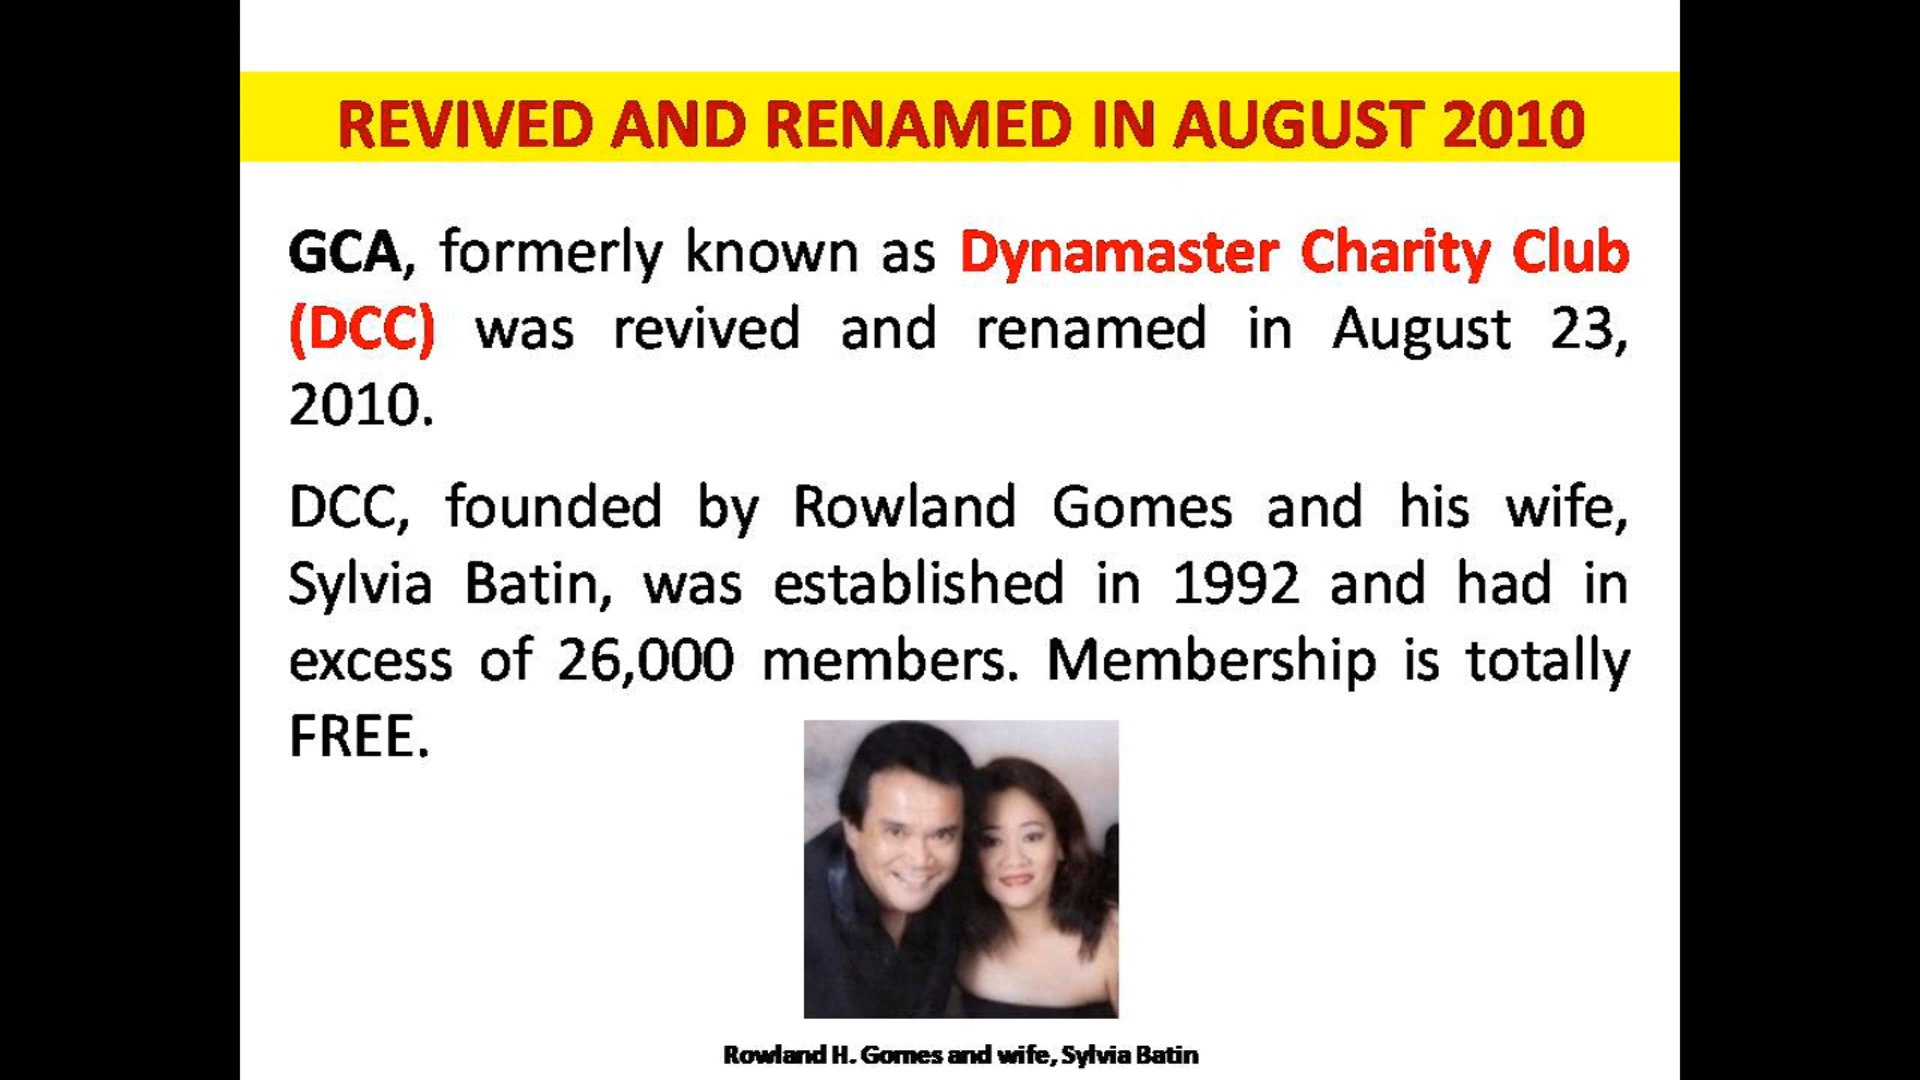 REVIVED AND RENAMED IN AUGUST 2010
GCA, formerly known as Dynamaster Charity Club
(DCC) was revived and renamed in August 23,
2010.
DCC, founded by Rowland Gomes and his wife,
Sylvia Batin, was established in 1992 and had in
excess of 26,000 members. Membership is totally
FREE.
Rowland H. Gomes and wife, Sylvia Batin